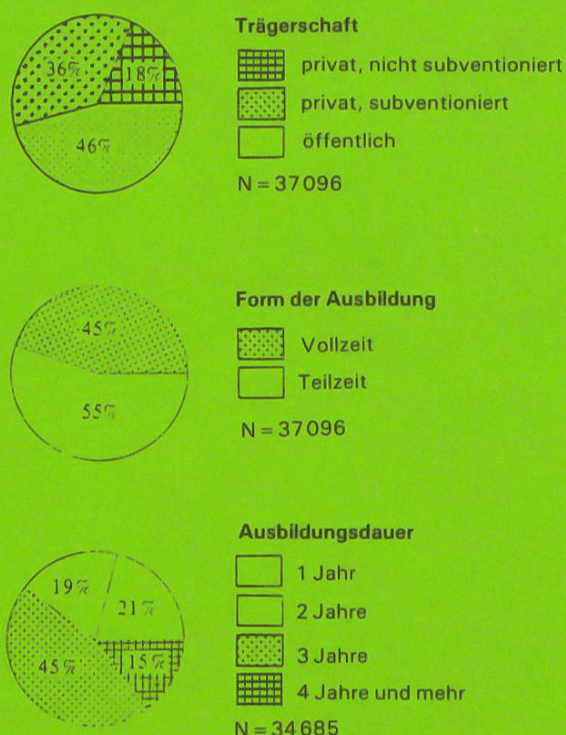 Trägerschaft
36%
18%
46%
privat, nicht subventioniert
privat, subventioniert
öffentlich
N = 37096
Form der Ausbildung
45%
55%
Vollzeit
Teilzeit
N = 37096
Ausbildungsdauer
19%
21%
45%
15%
1 Jahr
2 Jahre
3 Jahre
4 Jahre und mehr
N = 34685